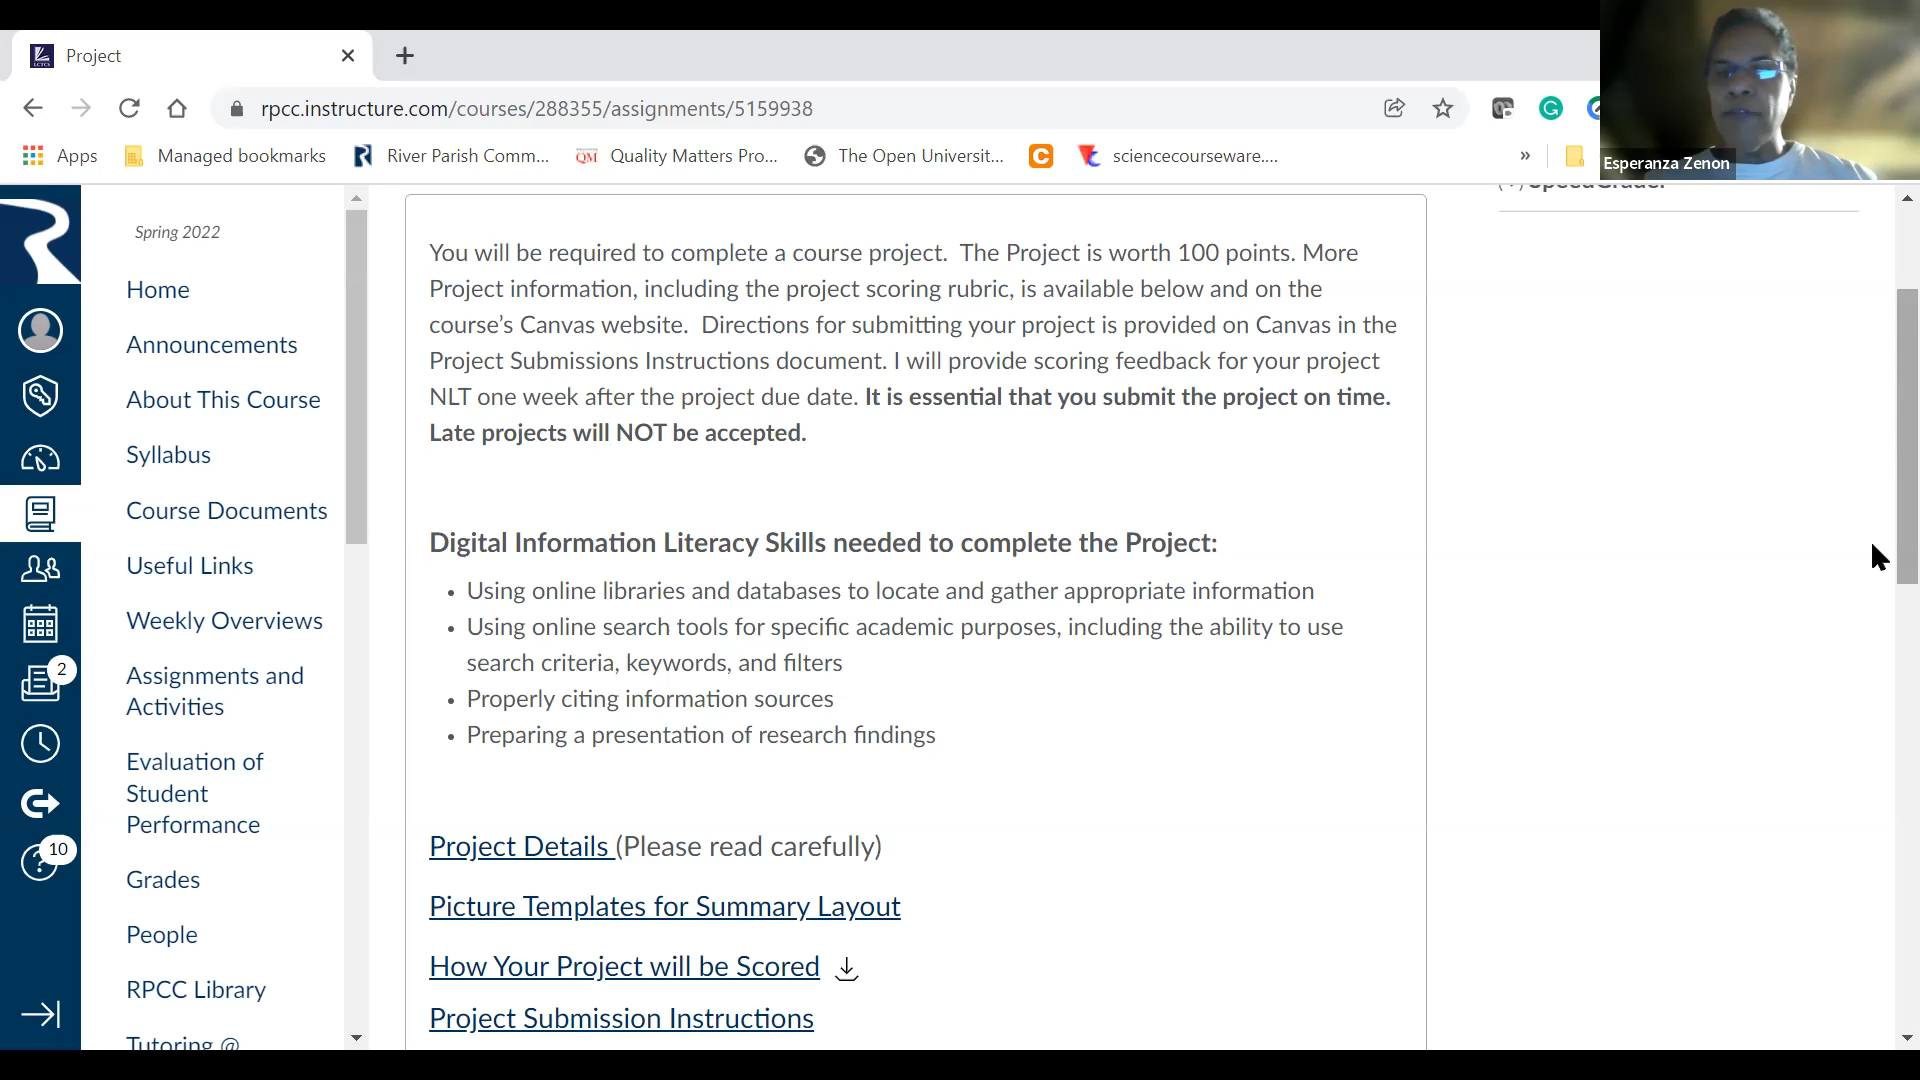 Project
rpcc.instructure.com/courses/288355/assignments/5159938
Apps
Managed bookmarks
River Parish Comm...
QM
Quality Matters Pro...
The Open Universit...
sciencecourseware....
»
Esperanza Zenon
Spring 2022
Home
Announcements
About This Course
Syllabus
Course Documents
Useful Links
Weekly Overviews
Assignments and
Activities
Evaluation of
Student
Performance
Grades
People
RPCC Library
Tutoring @
2
10
SpeedGrader
You will be required to complete a course project.  The Project is worth 100 points. More
Project information, including the project scoring rubric, is available below and on the
course's Canvas website.  Directions for submitting your project is provided on Canvas in the
Project Submissions Instructions document. I will provide scoring feedback for your project
NLT one week after the project due date. It is essential that you submit the project on time.
Late projects will NOT be accepted.
Digital Information Literacy Skills needed to complete the Project:
• Using online libraries and databases to locate and gather appropriate information
• Using online search tools for specific academic purposes, including the ability to use
search criteria, keywords, and filters
• Properly citing information sources
• Preparing a presentation of research findings
Project Details (Please read carefully)
Picture Templates for Summary Layout
How Your Project will be Scored
Project Submission Instructions